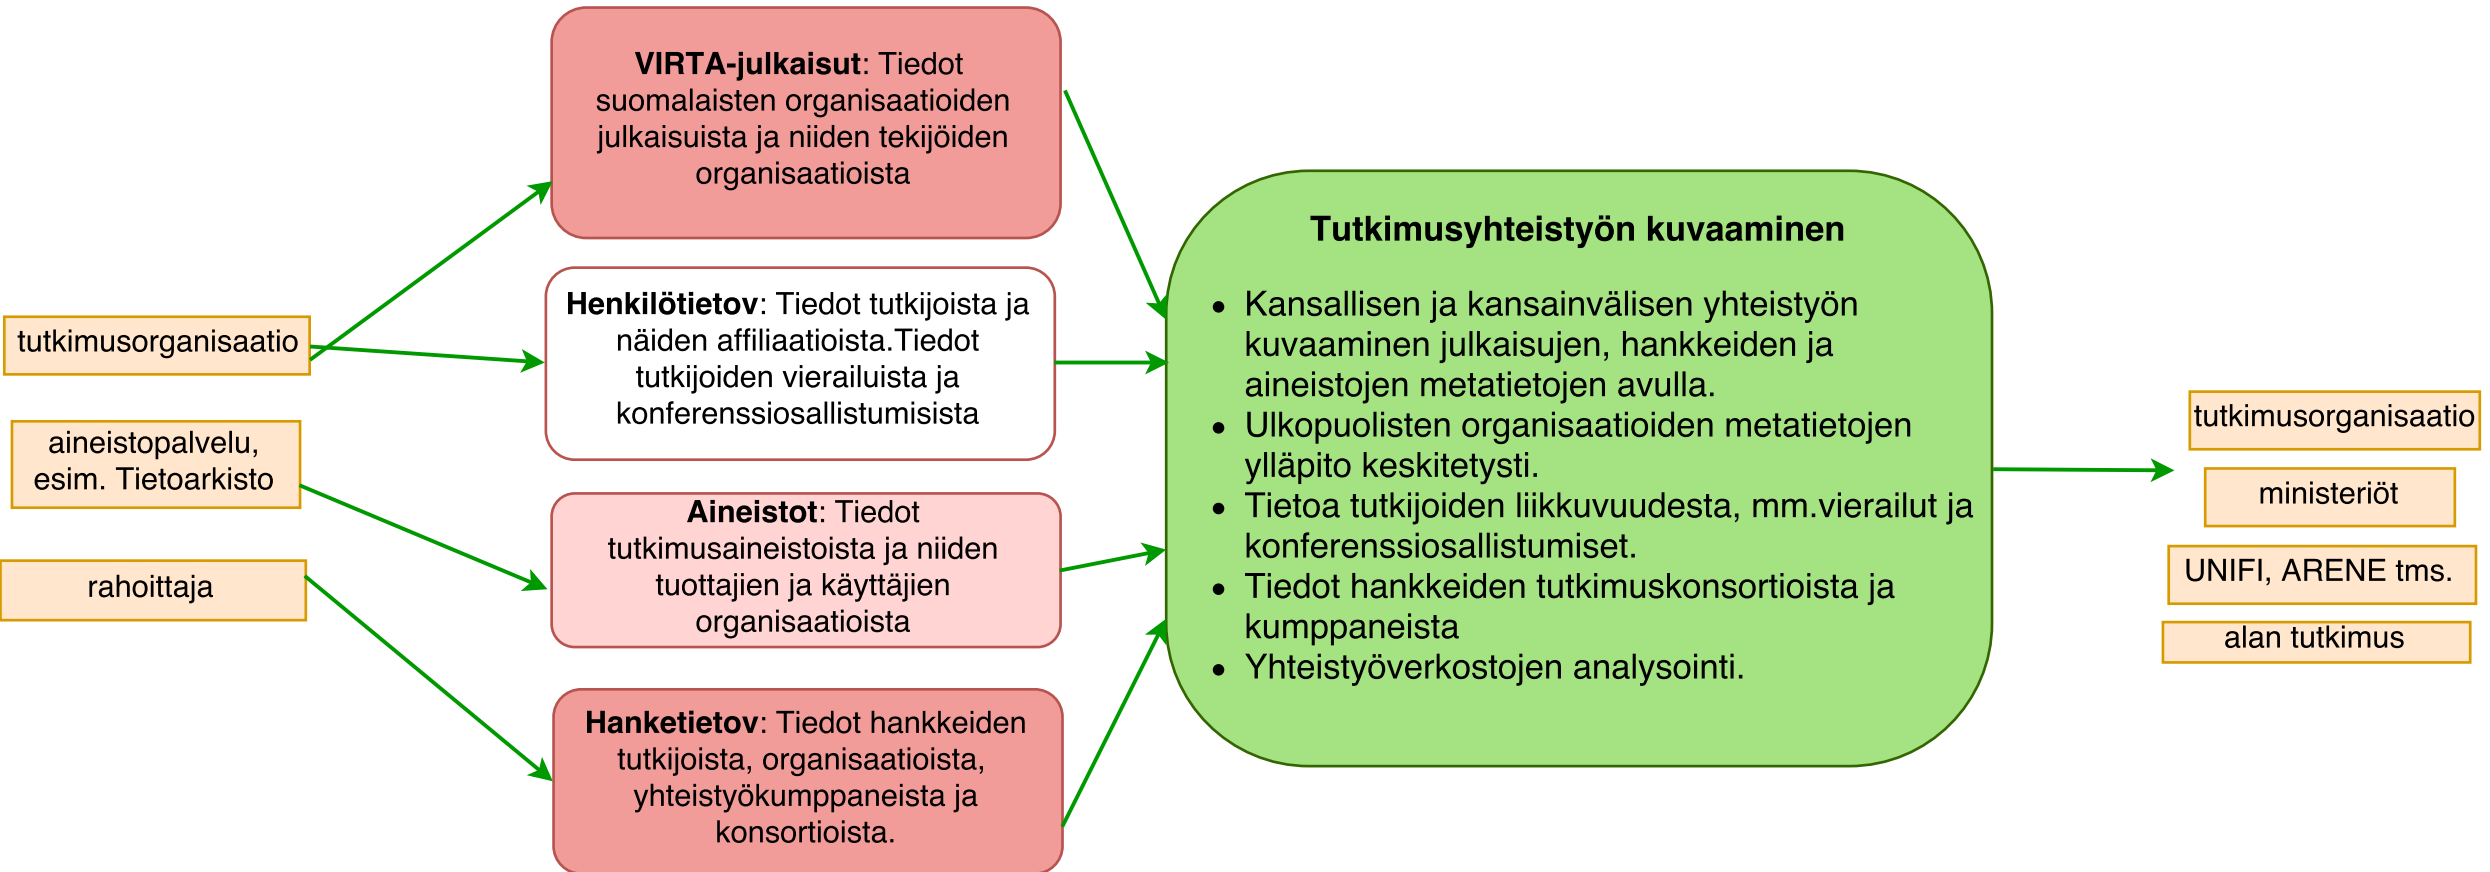 tutkimusorganisaatio
aineistopalvelu,
esim. Tietoarkisto
rahoittaja
VIRTA-julkaisut: Tiedot
suomalaisten organisaatioiden
julkaisuista ja niiden tekijöiden
organisaatioista
Henkilötietov: Tiedot tutkijoista ja
näiden affiliaatioista.Tiedot
tutkijoiden vierailuista ja
konferenssiosallistumisista
Aineistot: Tiedot
tutkimusaineistoista ja niiden
tuottajien ja käyttäjien
organisaatioista
Hanketietov: Tiedot hankkeiden
tutkijoista, organisaatioista,
yhteistyökumppaneista ja
konsortioista.
Tutkimusyhteistyön kuvaaminen
• Kansallisen ja kansainvälisen yhteistyön
kuvaaminen julkaisujen, hankkeiden ja
aineistojen metatietojen avulla.
• Ulkopuolisten organisaatioiden metatietojen
ylläpito keskitetysti.
• Tietoa tutkijoiden liikkuvuudesta, mm.vierailut ja
konferenssiosallistumiset.
• Tiedot hankkeiden tutkimuskonsortioista ja
kumppaneista
• Yhteistyöverkostojen analysointi.
tutkimusorganisaatio
ministeriöt
UNIFI, ARENE tms.
alan tutkimus